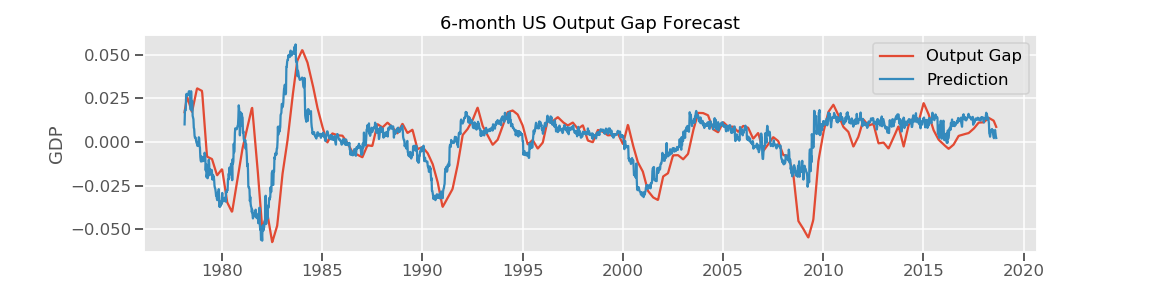 6-month US Output Gap Forecast
Output Gap
Prediction
GDP
0.050
0.025
0.000
−0.025
−0.050
1980 1985 1990 1995 2000 2005 2010 2015 2020